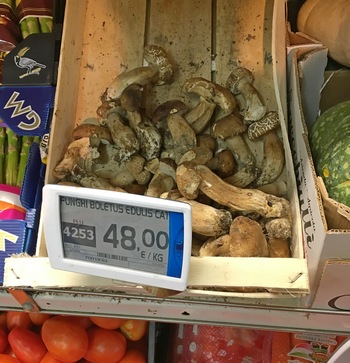 FUNGHI BOLETUS EDULIS CAT
4253
48,00
€ / KG